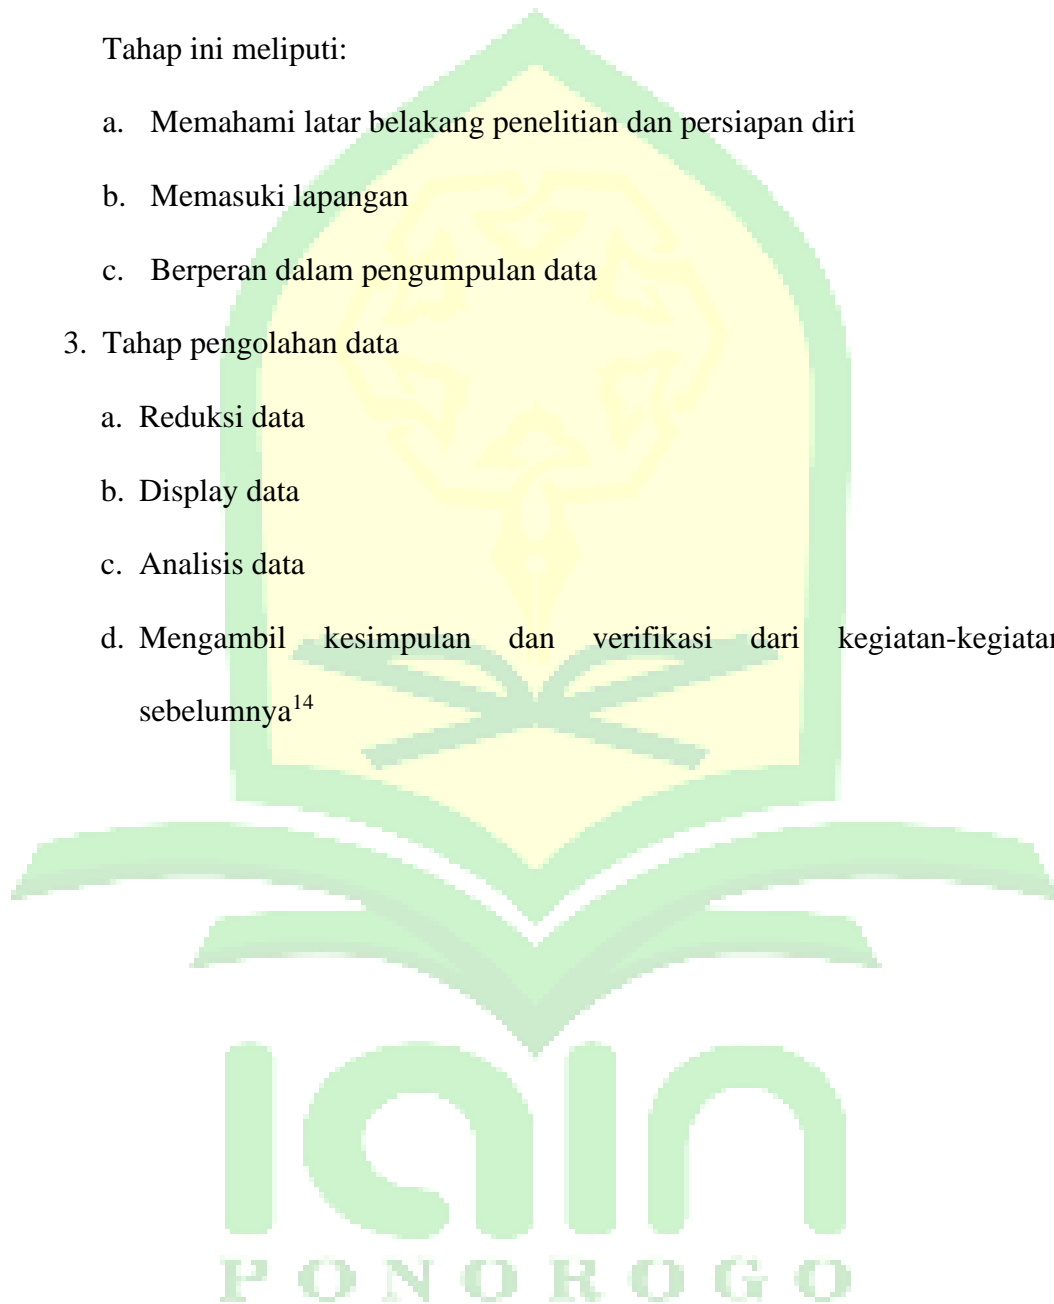 Tahap ini meliputi:
a. Memahami latar belakang penelitian dan persiapan diri
b. Memasuki lapangan
c. Berperan dalam pengumpulan data
3. Tahap pengolahan data
a. Reduksi data
b. Display data
c. Analisis data
d. Mengambil kesimpulan dan verifikasi dari kegiatan-kegiatan
sebelumnya¹⁴
iain
PONOROGO